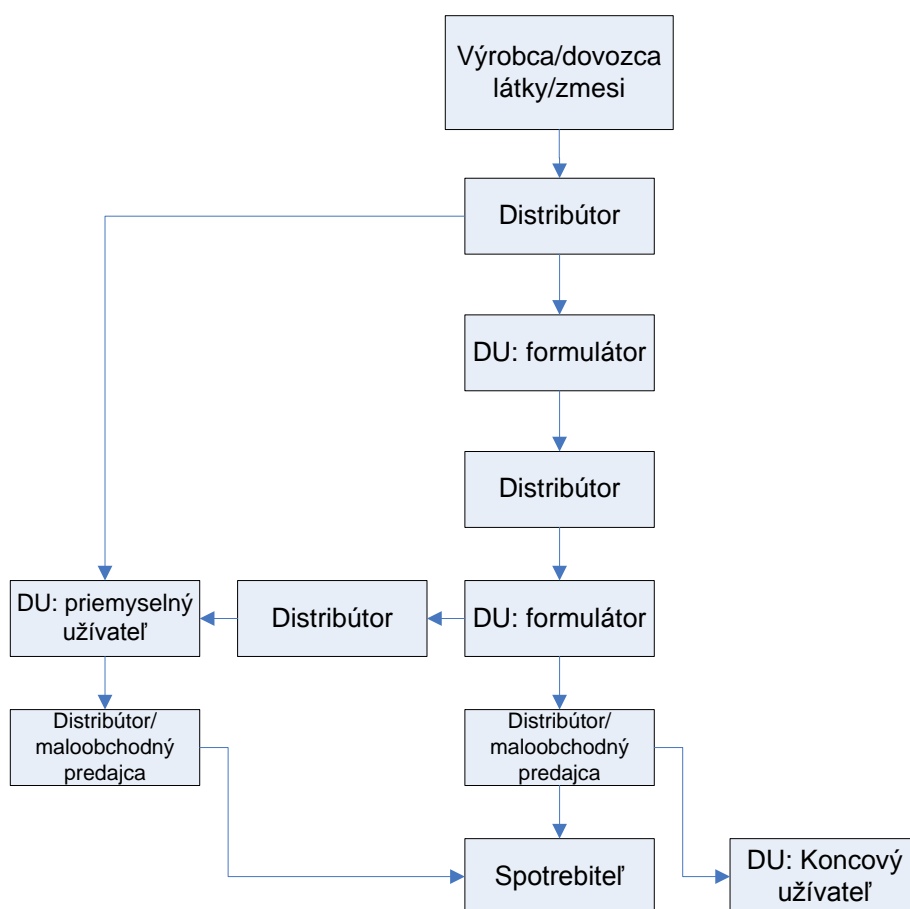 Výrobca/dovozca
látky/zmesi
Distribútor
DU: formulátor
Distribútor
DU: priemyselný
užívateľ
Distribútor
DU: formulátor
Distribútor/
maloobchodný
predajca
Distribútor/
maloobchodný
predajca
Spotrebiteľ
DU: Koncový
užívateľ